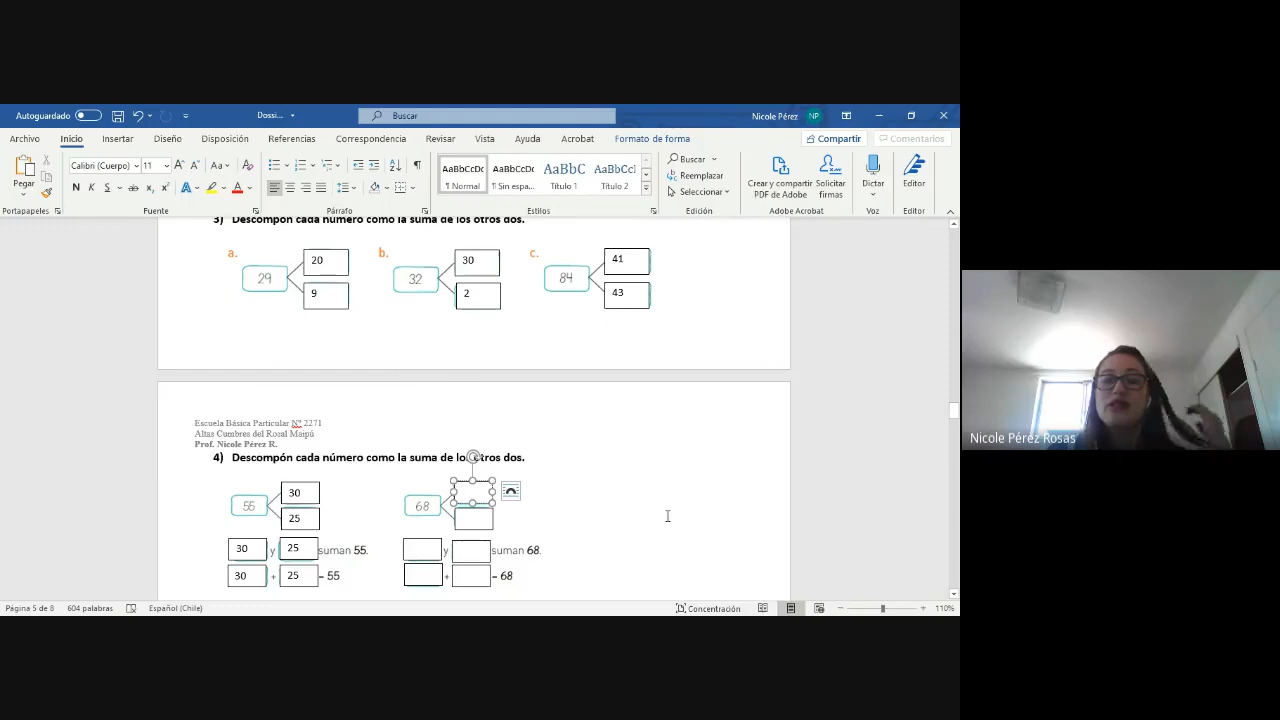 Autoguardado
Dossi...
Buscar
Nicole Pérez
NP
Archivo Inicio Insertar Diseño Disposición Referencias Correspondencia Revisar Vista Ayuda Acrobat Formato de forma
Compartir
Comentarios
Pegar
Calibri (Cuerpo) 11
N K S
AaBbCcDc AaBbCcDc AaBbC AaBbCcI
¶ Normal ¶ Sin espa... Título 1 Título 2
Buscar
Reemplazar
Seleccionar
Crear y compartir PDF de Adobe
Solicitar firmas
Dictar
Editor
Portapapeles Fuente Párrafo Estilos Edición Adobe Acrobat Voz Editor
3) Descompón cada número como la suma de los otros dos.
a. 29 20 9
b. 32 30 2
c. 84 41 43
Escuela Básica Particular Nº 2271
Altas Cumbres del Rosal Maipú
Prof. Nicole Pérez R.
4) Descompón cada número como la suma de los otros dos.
55 30 25
68
30 y 25 suman 55.
y suman 68.
30 + 25 = 55
+ = 68
Página 5 de 8 604 palabras Español (Chile) Concentración 110%
Nicole Pérez Rosas